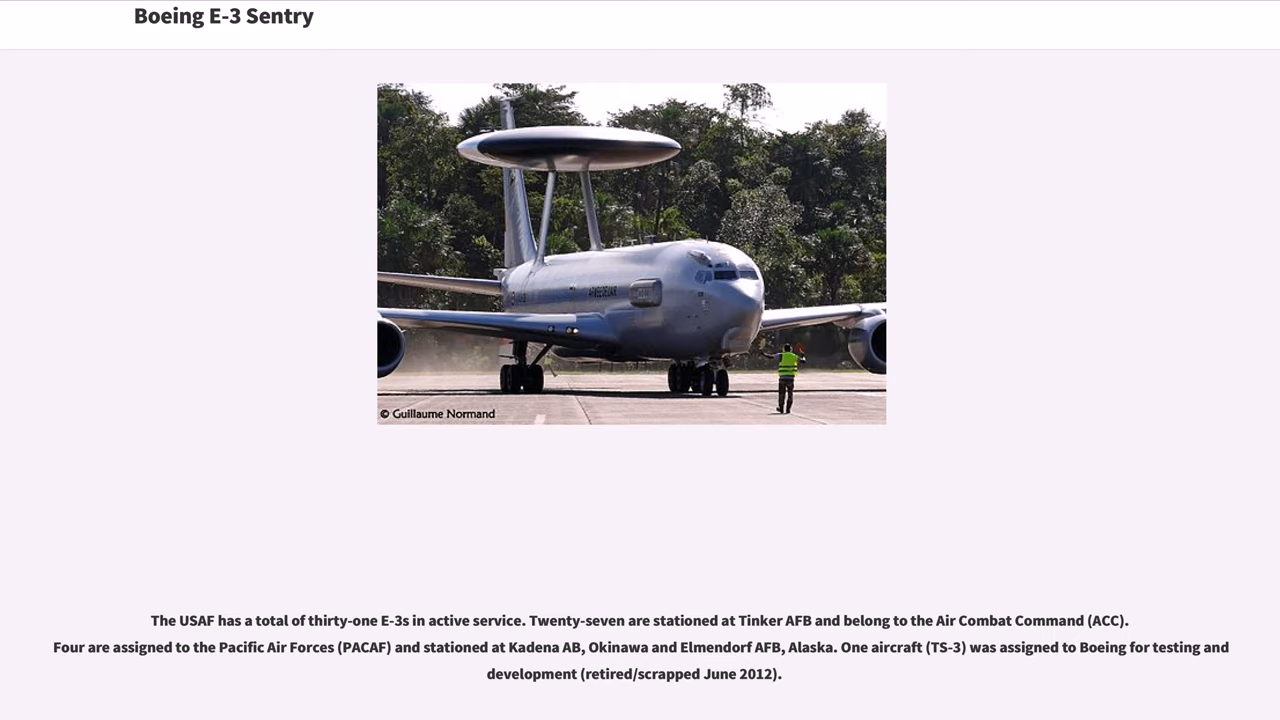 Boeing E-3 Sentry
© Guillaume Normand
The USAF has a total of thirty-one E-3s in active service. Twenty-seven are stationed at Tinker AFB and belong to the Air Combat Command (ACC).
Four are assigned to the Pacific Air Forces (PACAF) and stationed at Kadena AB, Okinawa and Elmendorf AFB, Alaska. One aircraft (TS-3) was assigned to Boeing for testing and
development (retired/scrapped June 2012).